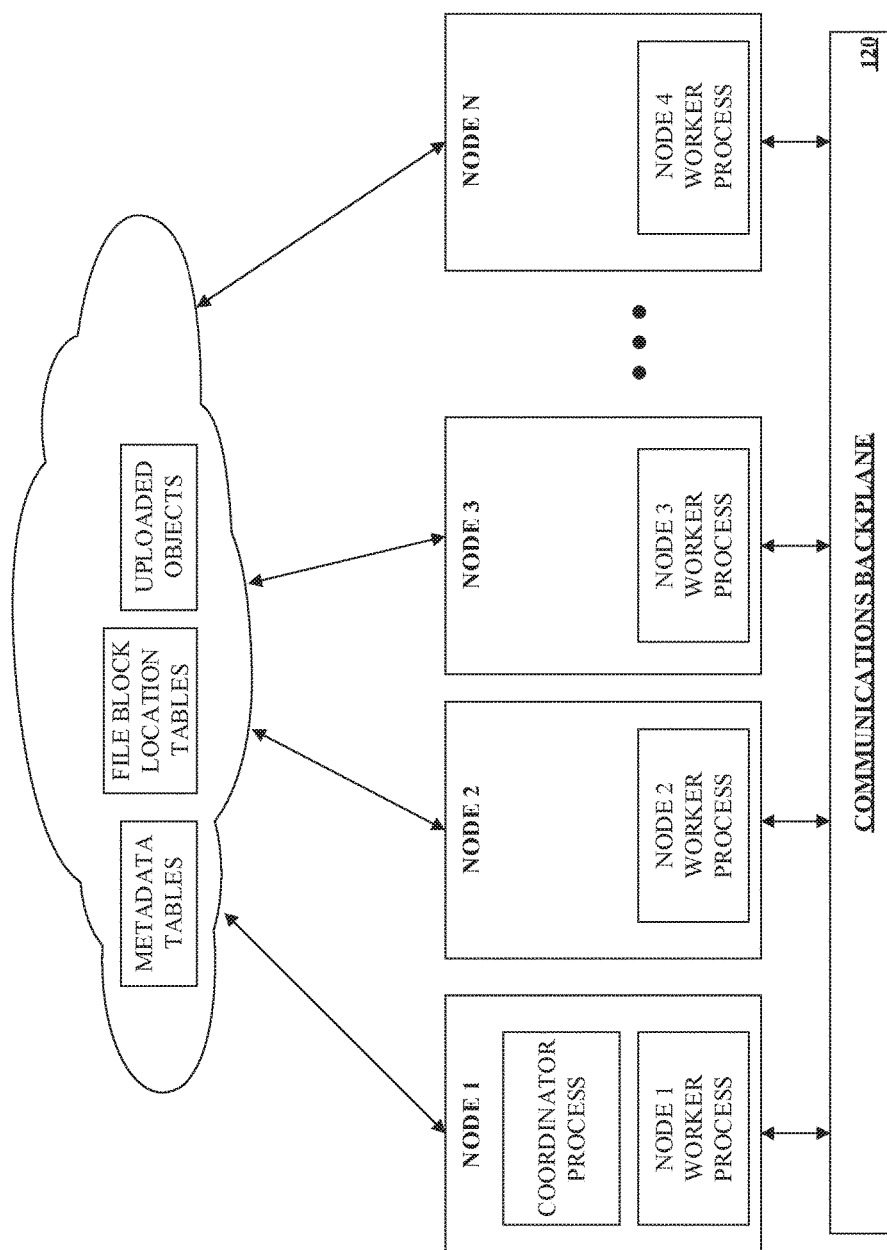 METADATA
TABLES
FILE BLOCK
LOCATION
TABLES
UPLOADED
OBJECTS
NODE 1
COORDINATOR
PROCESS
NODE 1
WORKER
PROCESS
NODE 2
NODE 2
WORKER
PROCESS
NODE 3
NODE 3
WORKER
PROCESS
NODE N
NODE 4
WORKER
PROCESS
COMMUNICATIONS BACKPLANE
120